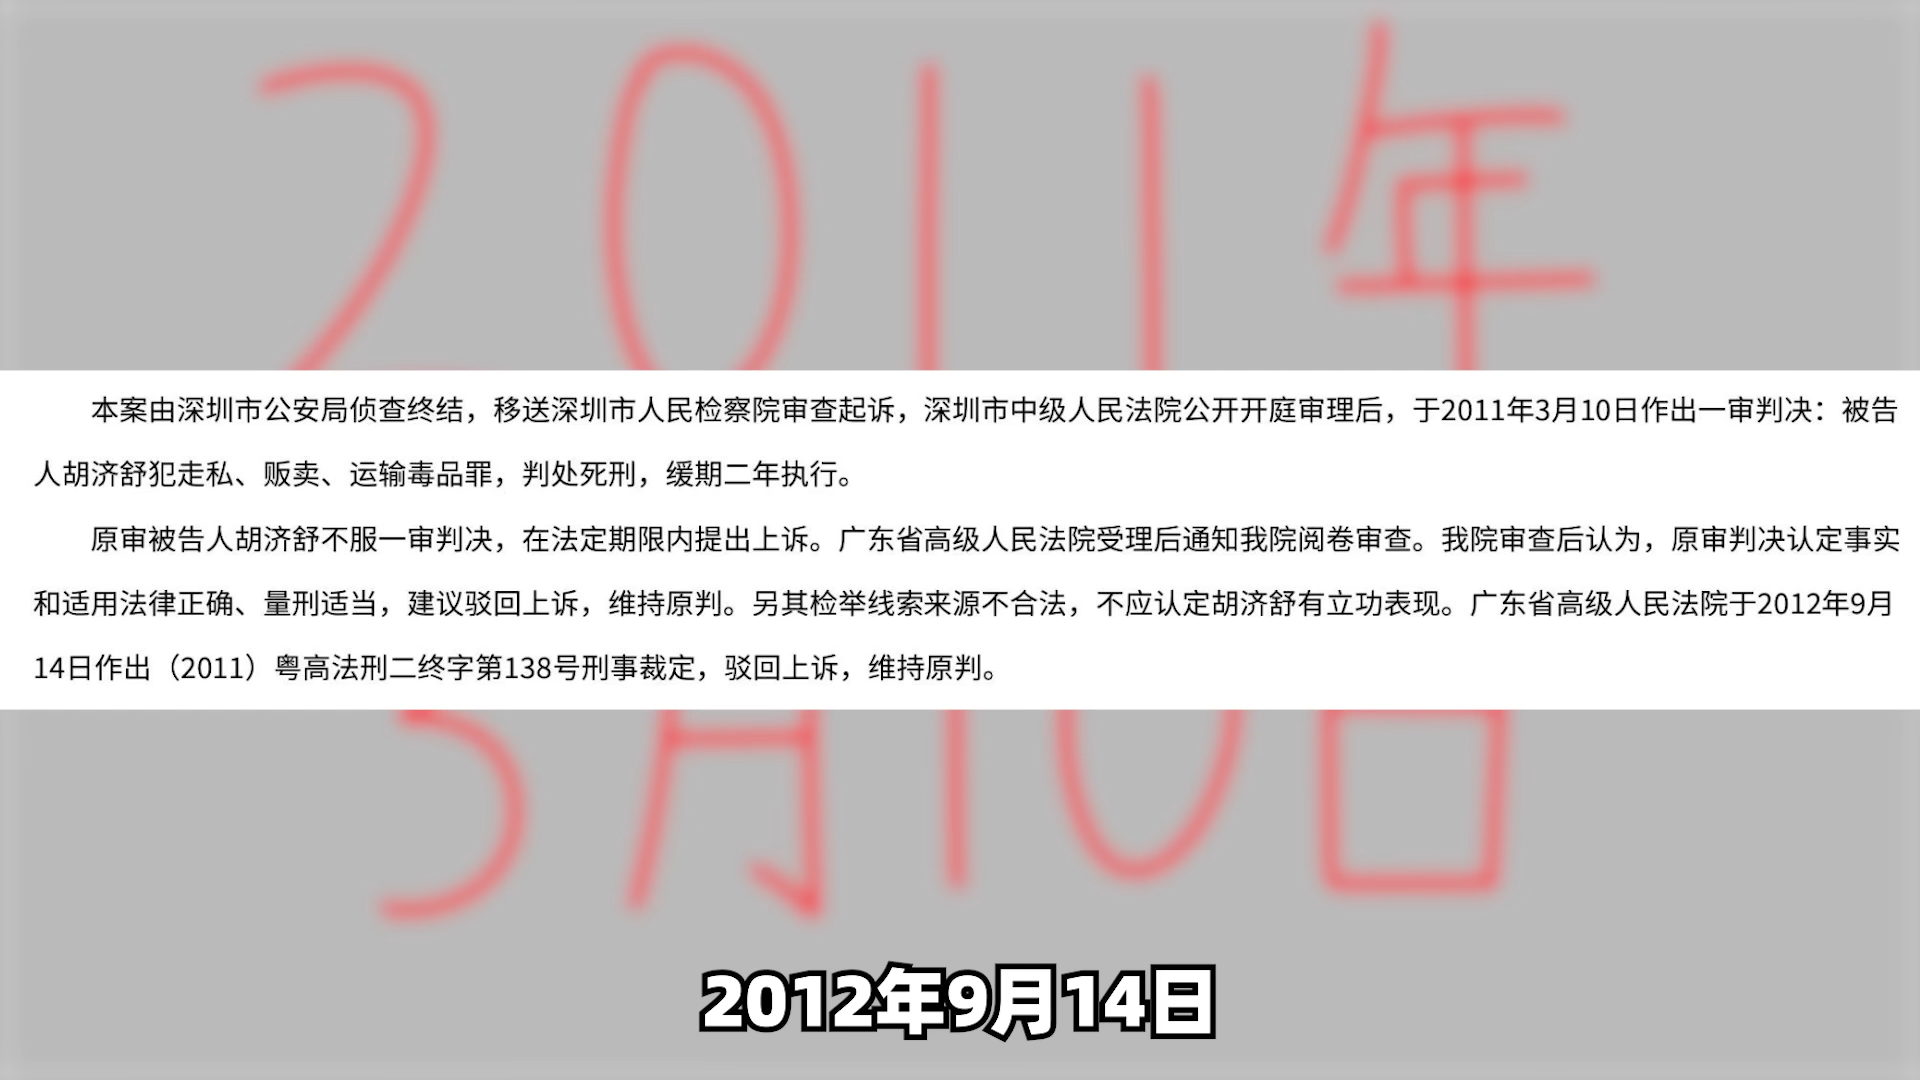 2011年
本案由深圳市公安局侦查终结，移送深圳市人民检察院审查起诉，深圳市中级人民法院公开开庭审理后，于2011年3月10日作出一审判决：被告
人胡济舒犯走私、贩卖、运输毒品罪，判处死刑，缓期二年执行。
原审被告人胡济舒不服一审判决，在法定期限内提出上诉。广东省高级人民法院受理后通知我院阅卷审查。我院审查后认为，原审判决认定事实
和适用法律正确、量刑适当，建议驳回上诉，维持原判。另其检举线索来源不合法，不应认定胡济舒有立功表现。广东省高级人民法院于2012年9月
14日作出（2011）粤高法刑二终字第138号刑事裁定，驳回上诉，维持原判。
3月10日
2012年9月14日